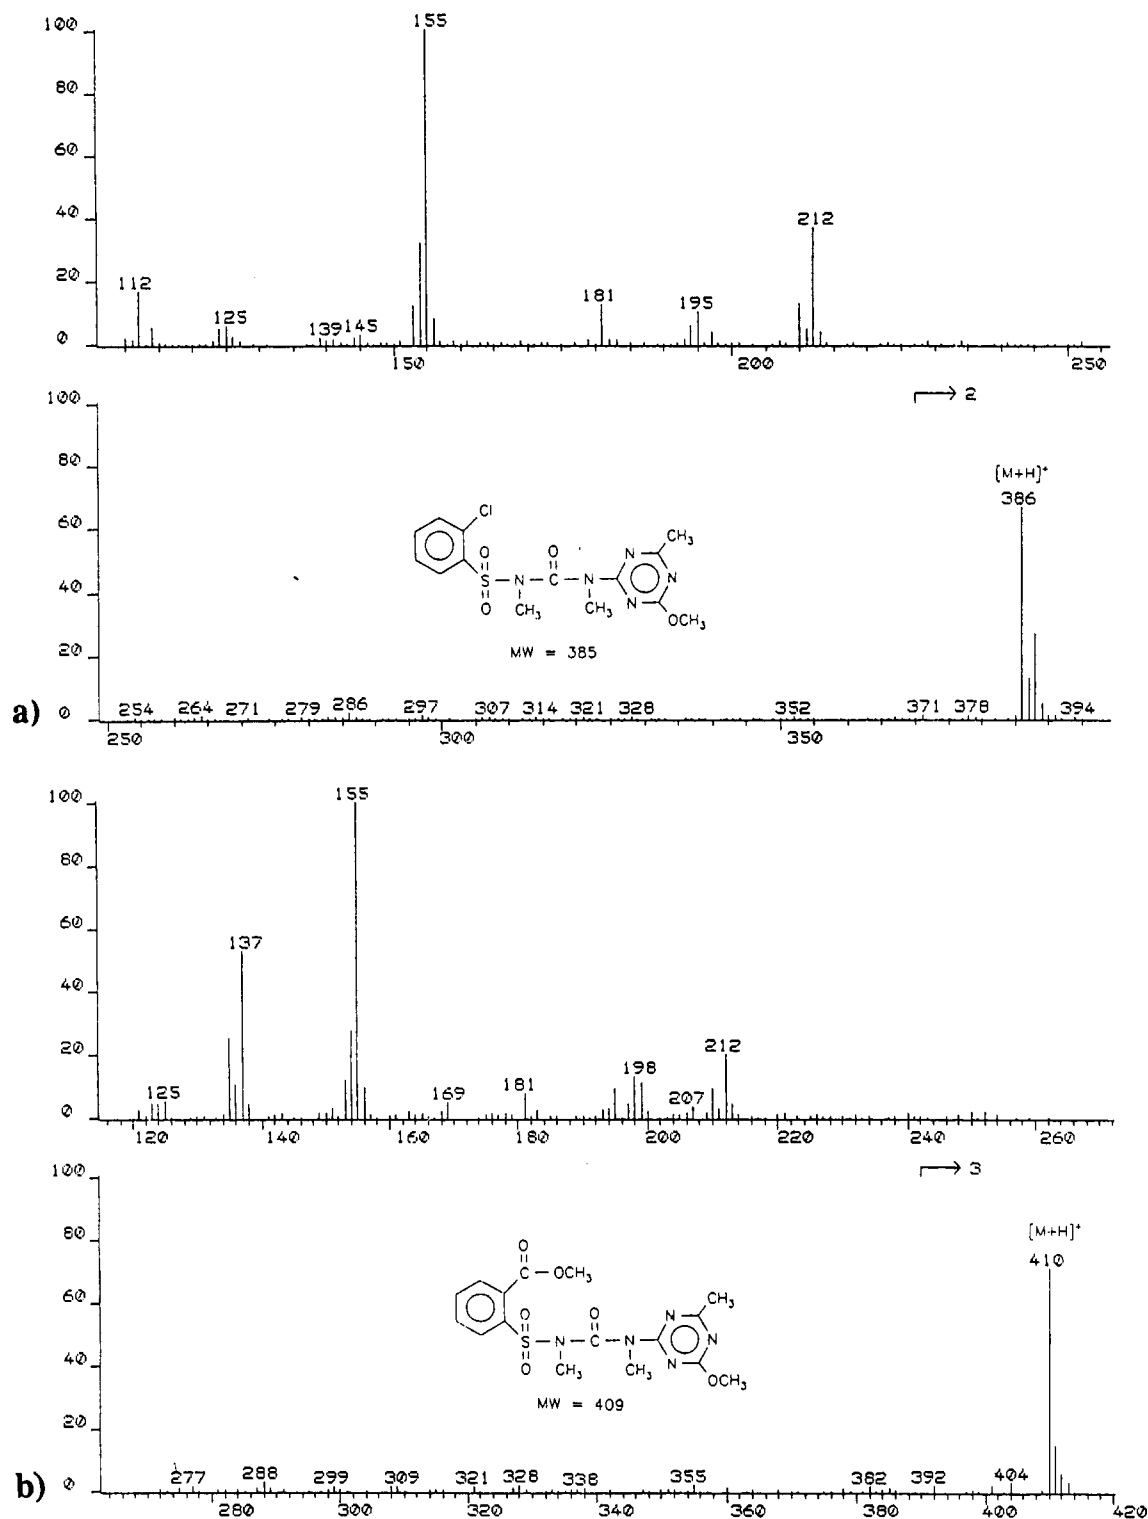 155
100
80
60
40
20
0
112
125
139
145
181
195
212
150
200
250
2
100
80
60
40
20
0
[M+H]+
386
Cl
O
O
N
CH3
S
N
C
N
N
O
CH3
CH3
N
OCH3
MW = 385
a)
254
264
271
279
286
297
307
314
321
328
352
371
378
394
250
300
350
155
100
80
60
40
20
0
137
125
169
181
198
207
212
120
140
160
180
200
220
240
260
3
100
80
60
40
20
0
[M+H]+
410
O
C
OCH3
O
O
N
CH3
S
N
C
N
N
O
CH3
CH3
N
OCH3
MW = 409
b)
277
288
299
309
321
328
338
355
382
392
404
280
300
320
340
360
380
400
420